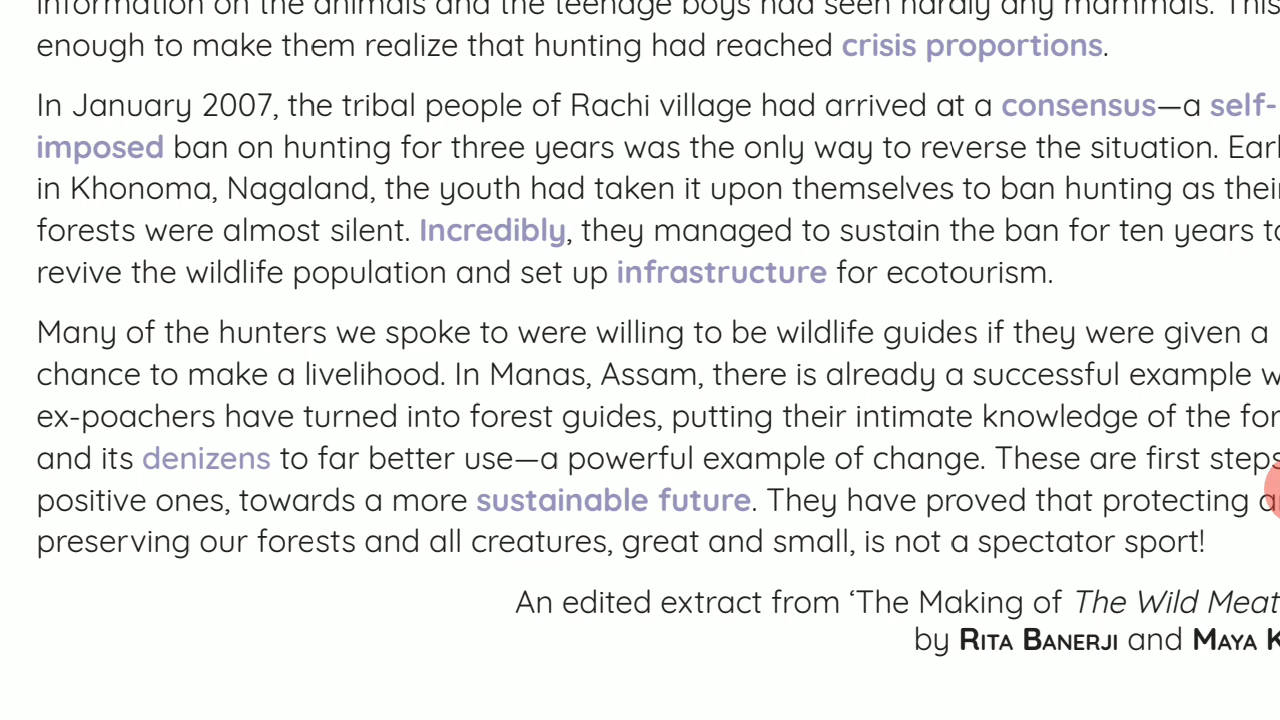 information on the animals and the teenage boys had seen hardly any mammals. This
enough to make them realize that hunting had reached crisis proportions.
In January 2007, the tribal people of Rachi village had arrived at a consensus—a self-
imposed ban on hunting for three years was the only way to reverse the situation. Earl
in Khonoma, Nagaland, the youth had taken it upon themselves to ban hunting as their
forests were almost silent. Incredibly, they managed to sustain the ban for ten years to
revive the wildlife population and set up infrastructure for ecotourism.
Many of the hunters we spoke to were willing to be wildlife guides if they were given a
chance to make a livelihood. In Manas, Assam, there is already a successful example w
ex-poachers have turned into forest guides, putting their intimate knowledge of the for
and its denizens to far better use—a powerful example of change. These are first steps
positive ones, towards a more sustainable future. They have proved that protecting a
preserving our forests and all creatures, great and small, is not a spectator sport!
An edited extract from ‘The Making of The Wild Meat
by Rita Banerji and Maya K